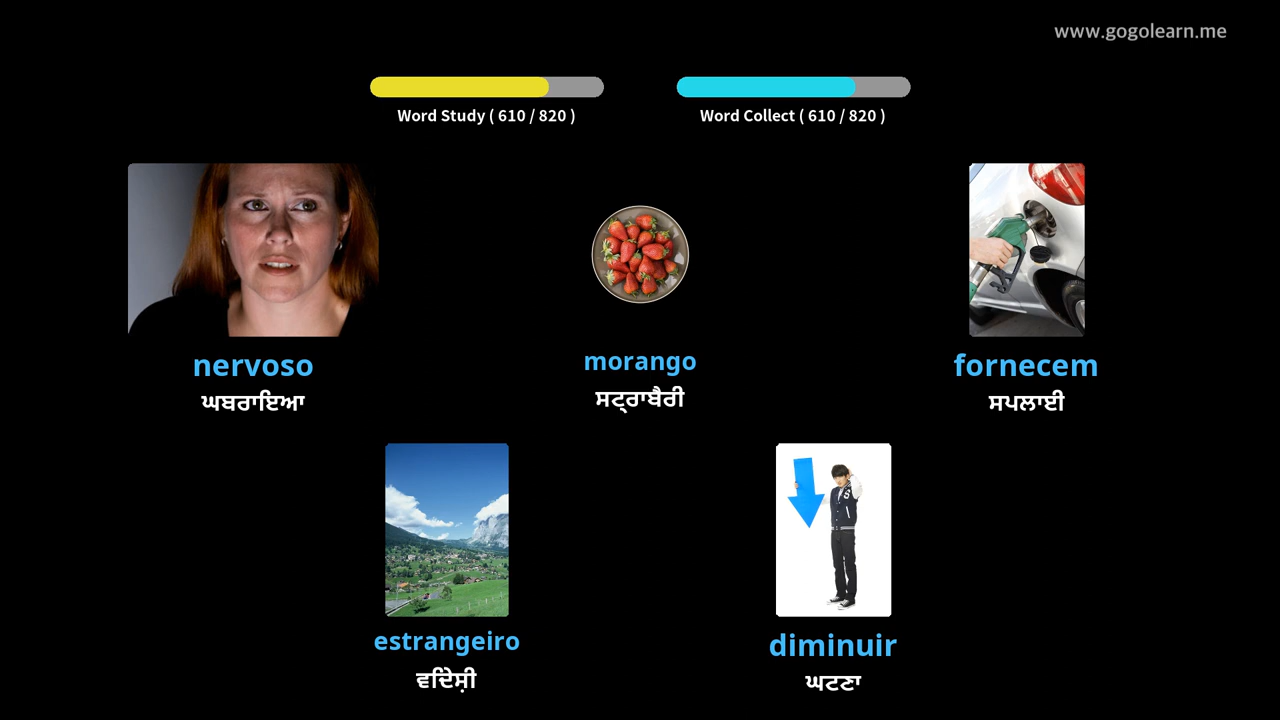 www.gogolearn.me
Word Study ( 610 / 820 )
Word Collect ( 610 / 820 )
nervoso
ਘਬਰਾਇਆ
morango
ਸਟ੍ਰਾਬੈਰੀ
fornecem
ਸਪਲਾਈ
estrangeiro
ਵਿਦੇਸ਼ੀ
diminuir
ਘਟਣਾ